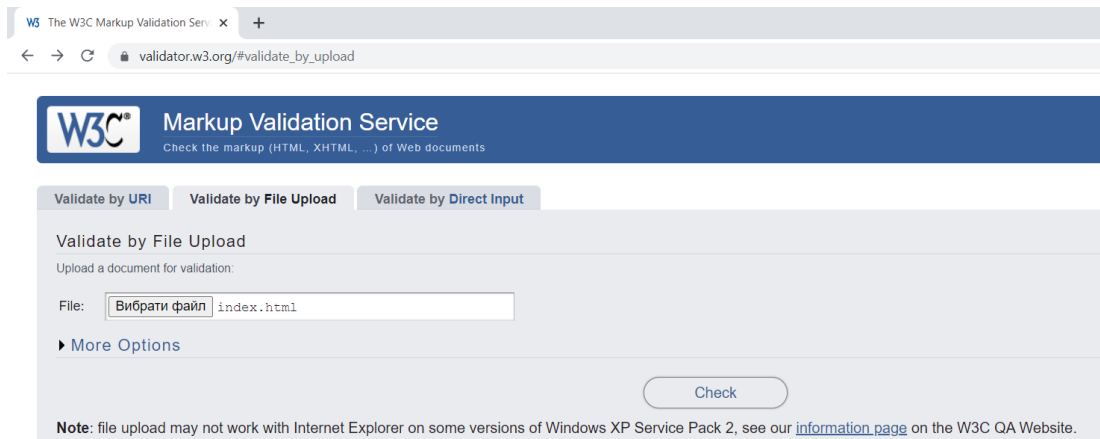 W3 The W3C Markup Validation Serv
validator.w3.org/#validate_by_upload
W3C® Markup Validation Service
Check the markup (HTML, XHTML, ...) of Web documents
Validate by URI Validate by File Upload Validate by Direct Input
Validate by File Upload
Upload a document for validation:
File: Вибрати файл index.html
More Options
Check
Note: file upload may not work with Internet Explorer on some versions of Windows XP Service Pack 2, see our information page on the W3C QA Website.